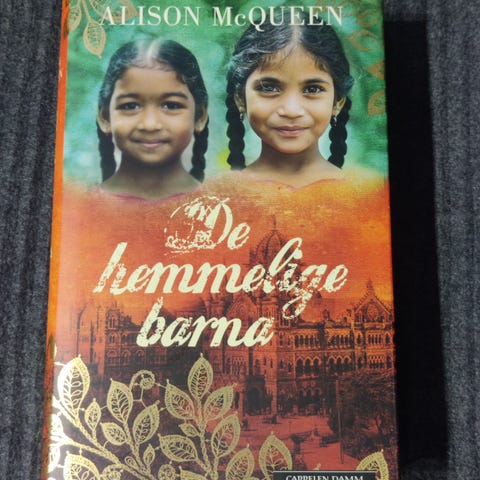 ALISON McQUEEN
De
hemmelige
barna
CAPPELEN DAMM